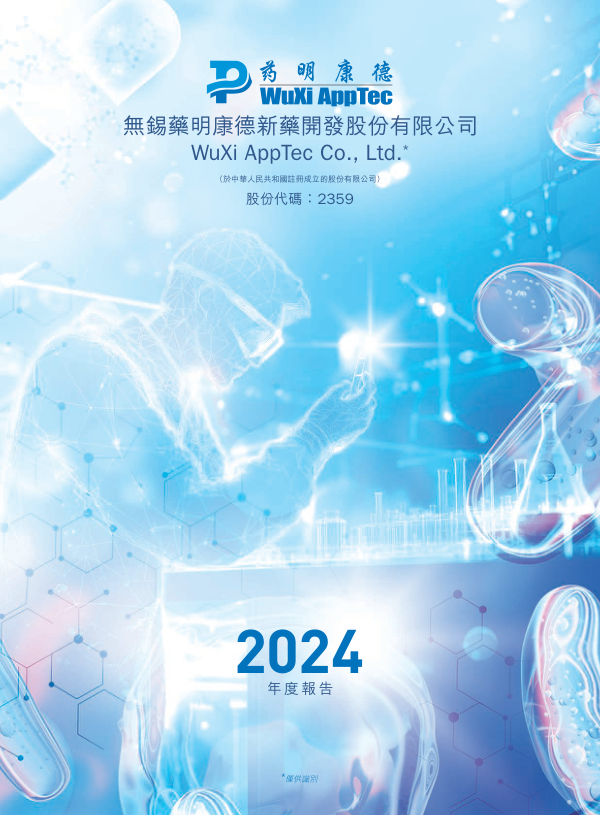 药明康德
WuXi AppTec
無錫藥明康德新藥開發股份有限公司
WuXi AppTec Co., Ltd.*
（於中華人民共和國註冊成立的股份有限公司）
股份代碼：2359
2024
年度報告
*僅供識別